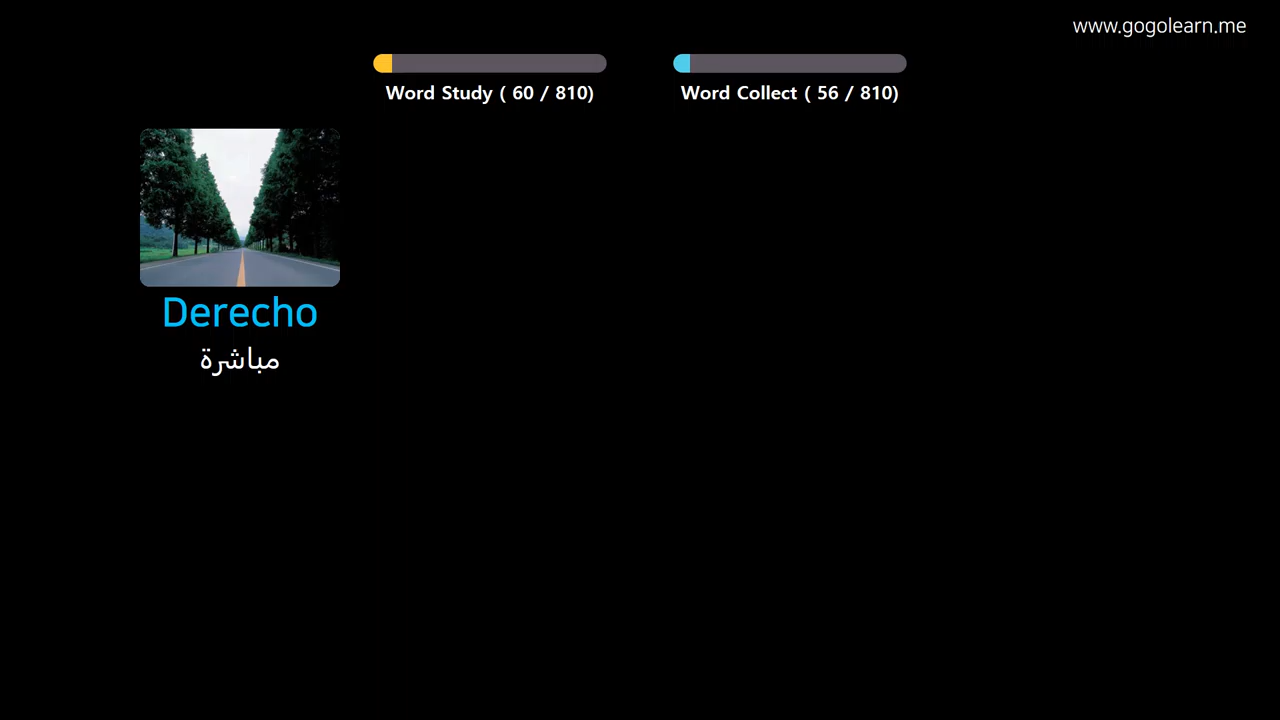 www.gogolearn.me
Word Study ( 60 / 810)
Word Collect ( 56 / 810)
Derecho
مباشرة